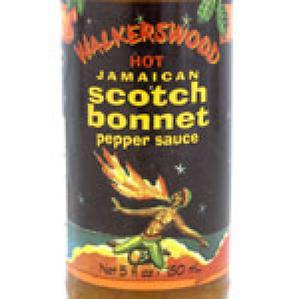 WALKERSWOOD
HOT
JAMAICAN
scotch
bonnet
pepper sauce
Net 5 fl oz / 150 mL